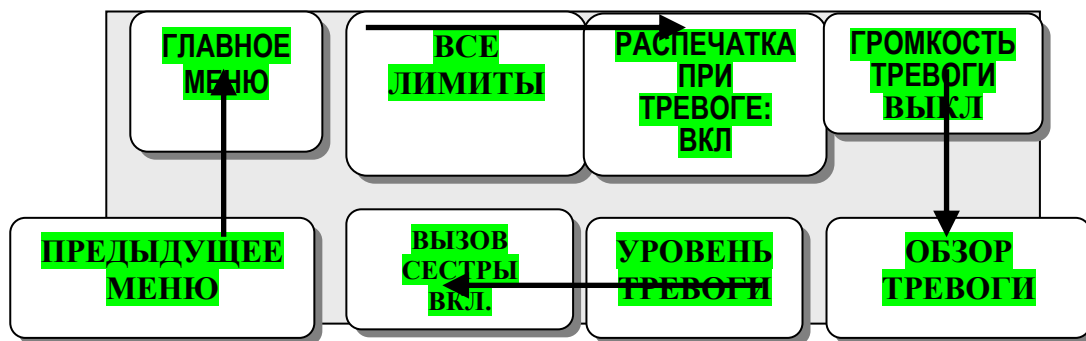 ГЛАВНОЕ
МЕНЮ
ВСЕ
ЛИМИТЫ
РАСПЕЧАТКА
ПРИ
ТРЕВОГЕ:
ВКЛ
ГРОМКОСТЬ
ТРЕВОГИ
ВЫКЛ
ПРЕДЫДУЩЕЕ
МЕНЮ
ВЫЗОВ
СЕСТРЫ
ВКЛ.
УРОВЕНЬ
ТРЕВОГИ
ОБЗОР
ТРЕВОГИ